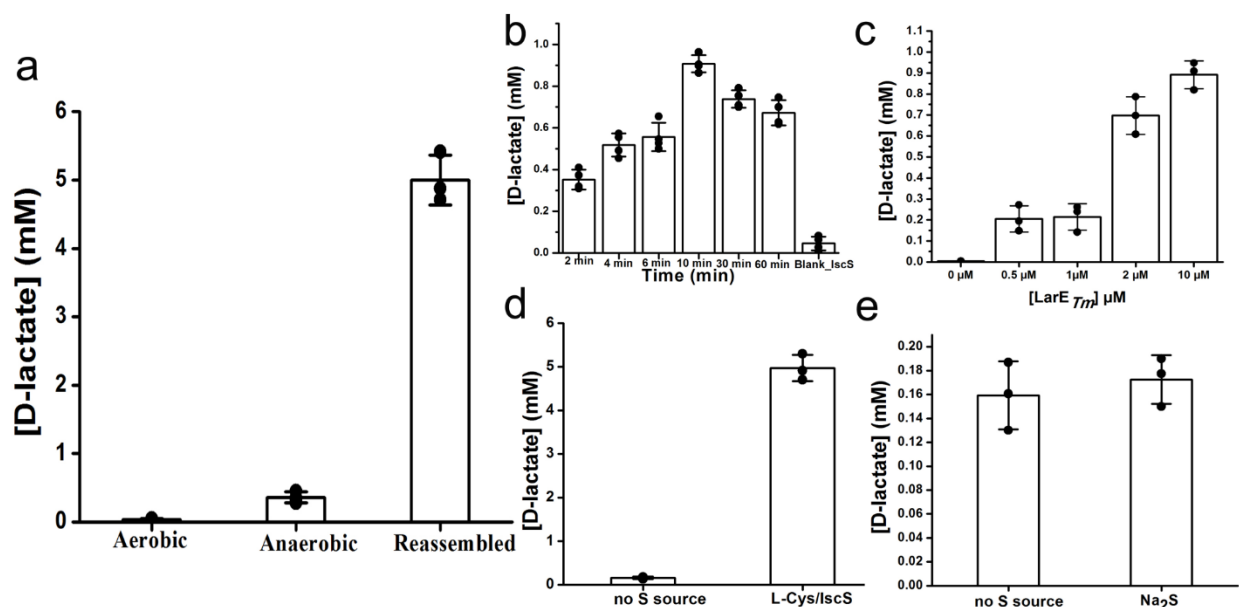 a
[D-lactate] (mM)
6
5
4
3
2
1
0
Aerobic Anaerobic Reassembled
b
[D-lactate] (mM)
1.0
0.8
0.6
0.4
0.2
0.0
2 min 4 min 6 min 10 min 30 min 60 min Blank_IscS
Time (min)
c
[D-lactate] (mM)
1.0
0.9
0.8
0.7
0.6
0.5
0.4
0.3
0.2
0.1
0.0
0 µM 0.5 µM 1µM 2 µM 10 µM
[LarE Tm] µM
d
[D-lactate] (mM)
6
5
4
3
2
1
0
no S source L-Cys/IscS
e
[D-lactate] (mM)
0.20
0.18
0.16
0.14
0.12
0.10
0.08
0.06
0.04
0.02
0.00
no S source Na2S